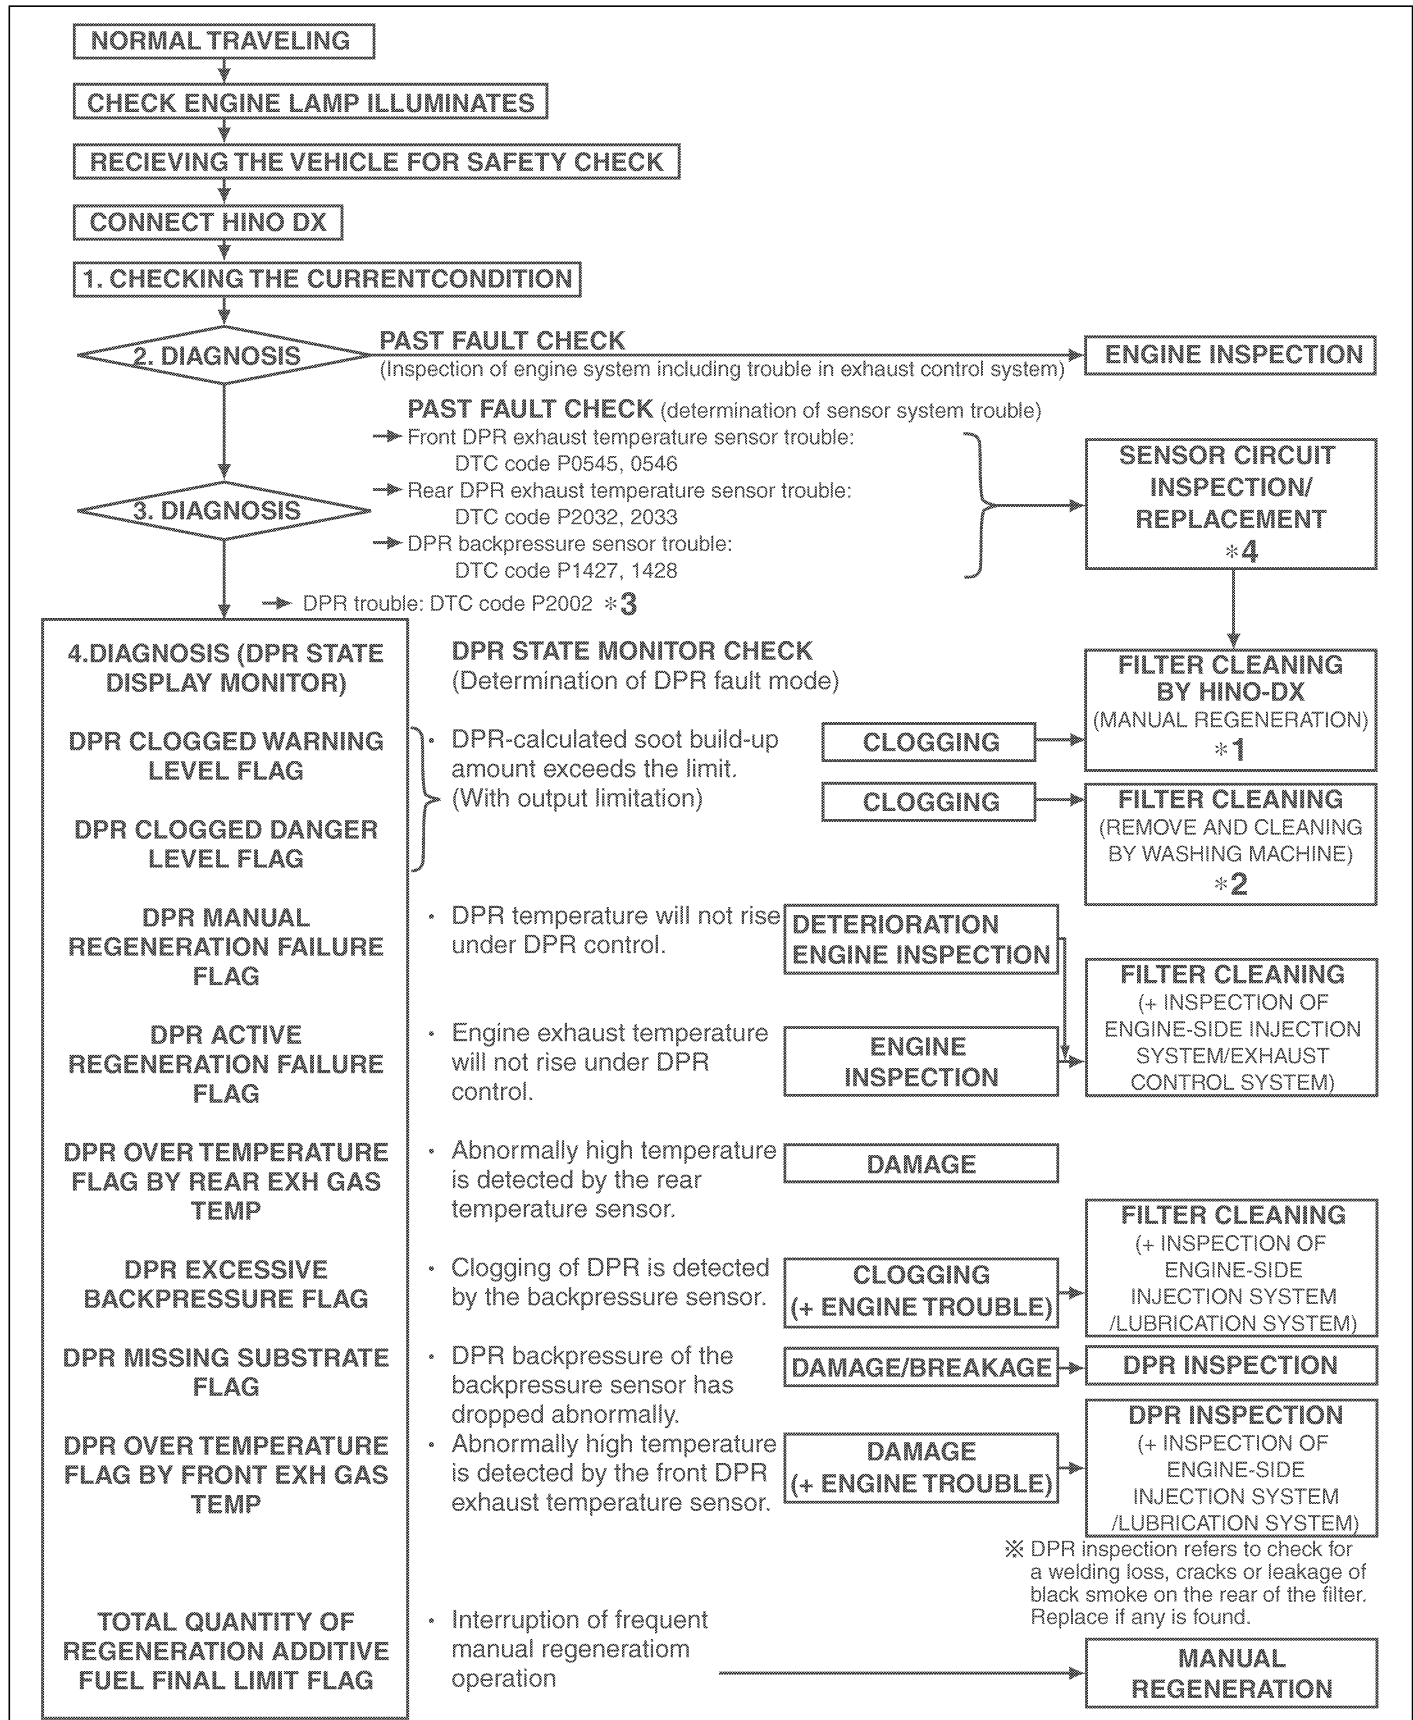 NORMAL TRAVELING
CHECK ENGINE LAMP ILLUMINATES
RECIEVING THE VEHICLE FOR SAFETY CHECK
CONNECT HINO DX
1. CHECKING THE CURRENTCONDITION
2. DIAGNOSIS
PAST FAULT CHECK
(Inspection of engine system including trouble in exhaust control system)
ENGINE INSPECTION
3. DIAGNOSIS
PAST FAULT CHECK (determination of sensor system trouble)
Front DPR exhaust temperature sensor trouble:
DTC code P0545, 0546
Rear DPR exhaust temperature sensor trouble:
DTC code P2032, 2033
DPR backpressure sensor trouble:
DTC code P1427, 1428
SENSOR CIRCUIT
INSPECTION/
REPLACEMENT
*4
DPR trouble: DTC code P2002 *3
4.DIAGNOSIS (DPR STATE
DISPLAY MONITOR)
DPR STATE MONITOR CHECK
(Determination of DPR fault mode)
DPR CLOGGED WARNING
LEVEL FLAG
DPR CLOGGED DANGER
LEVEL FLAG
· DPR-calculated soot build-up
amount exceeds the limit.
(With output limitation)
CLOGGING
FILTER CLEANING
BY HINO-DX
(MANUAL REGENERATION)
*1
CLOGGING
FILTER CLEANING
(REMOVE AND CLEANING
BY WASHING MACHINE)
*2
DPR MANUAL
REGENERATION FAILURE
FLAG
· DPR temperature will not rise
under DPR control.
DETERIORATION
ENGINE INSPECTION
DPR ACTIVE
REGENERATION FAILURE
FLAG
· Engine exhaust temperature
will not rise under DPR
control.
ENGINE
INSPECTION
FILTER CLEANING
(+ INSPECTION OF
ENGINE-SIDE INJECTION
SYSTEM/EXHAUST
CONTROL SYSTEM)
DPR OVER TEMPERATURE
FLAG BY REAR EXH GAS
TEMP
· Abnormally high temperature
is detected by the rear
temperature sensor.
DAMAGE
DPR EXCESSIVE
BACKPRESSURE FLAG
· Clogging of DPR is detected
by the backpressure sensor.
CLOGGING
(+ ENGINE TROUBLE)
FILTER CLEANING
(+ INSPECTION OF
ENGINE-SIDE
INJECTION SYSTEM
/LUBRICATION SYSTEM)
DPR MISSING SUBSTRATE
FLAG
· DPR backpressure of the
backpressure sensor has
dropped abnormally.
DAMAGE/BREAKAGE
DPR INSPECTION
DPR OVER TEMPERATURE
FLAG BY FRONT EXH GAS
TEMP
· Abnormally high temperature
is detected by the front DPR
exhaust temperature sensor.
DAMAGE
(+ ENGINE TROUBLE)
DPR INSPECTION
(+ INSPECTION OF
ENGINE-SIDE
INJECTION SYSTEM
/LUBRICATION SYSTEM)
※ DPR inspection refers to check for
a welding loss, cracks or leakage of
black smoke on the rear of the filter.
Replace if any is found.
TOTAL QUANTITY OF
REGENERATION ADDITIVE
FUEL FINAL LIMIT FLAG
· Interruption of frequent
manual regeneratiom
operation
MANUAL
REGENERATION